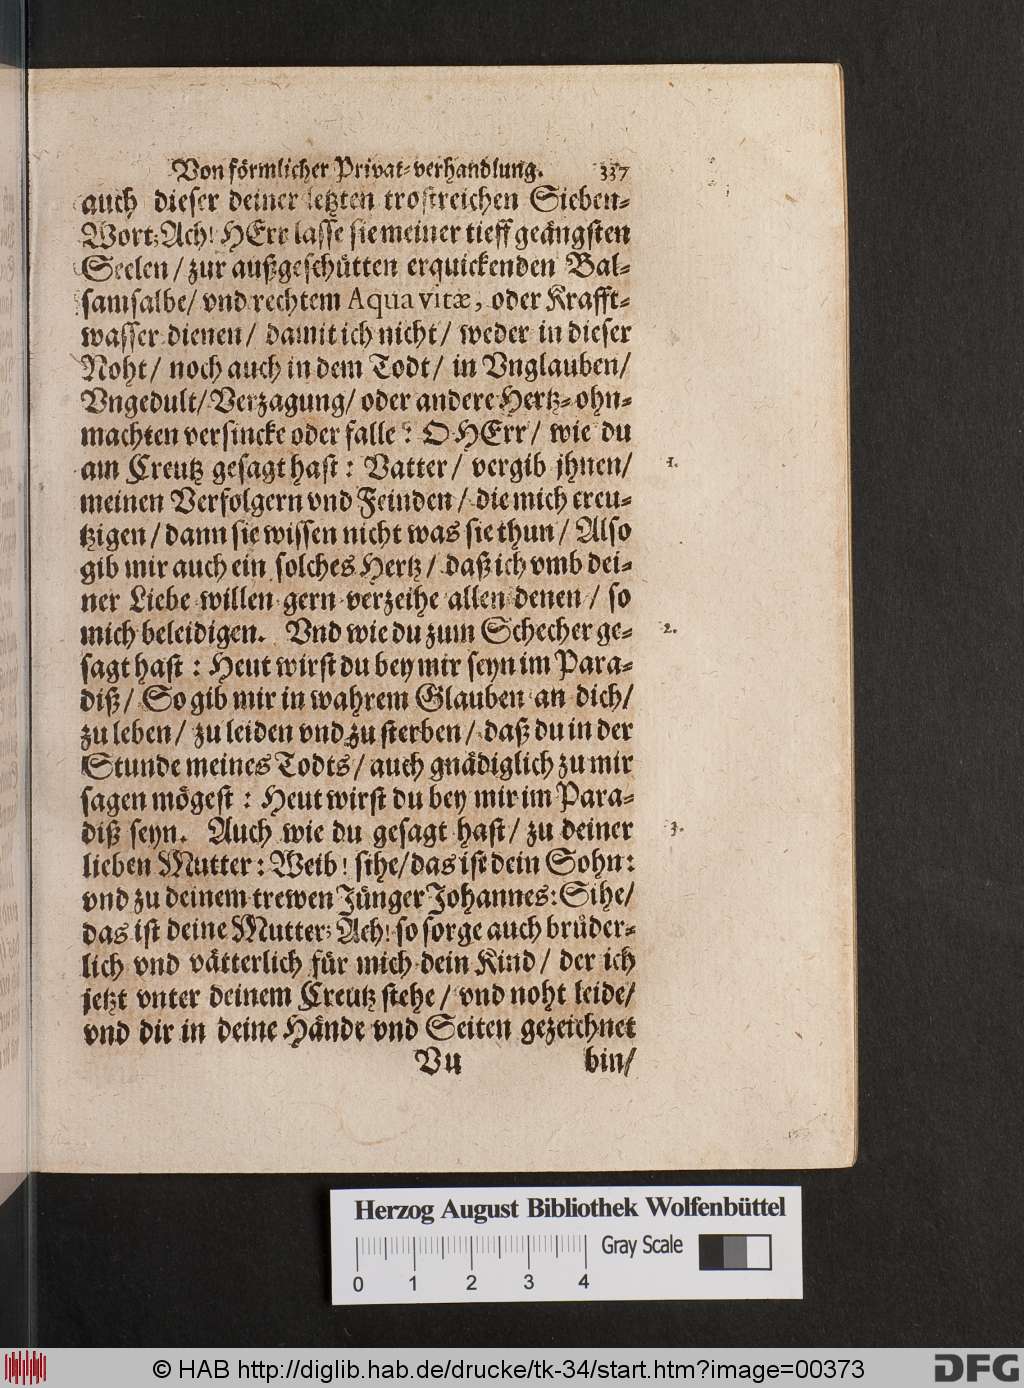 Von förmlicher Privat-verhandlung. 337
auch dieser deiner letzten trostreichen Sieben-
Wort; Ach! HErr lasse sie meiner tieff geängsten
Seelen / zur außgeschütten erquickenden Bal-
samsalbe / vnd rechtem Aqua vitæ, oder Krafft-
wasser dienen / damit ich nicht / weder in dieser
Noht / noch auch in dem Todt / in Vnglauben /
Vngedult / Verzagung / oder andere Hertz-ohn-
machten versincke oder falle? O HErr / wie du
am Creutz gesagt hast: Vatter / vergib jhnen / 1.
meinen Verfolgern vnd Feinden / die mich creu-
tzigen / dann sie wissen nicht was sie thun / Also
gib mir auch ein solches Hertz / daß ich vmb dei-
ner Liebe willen gern verzeihe allen denen / so
mich beleidigen. Vnd wie du zum Schecher ge- 2.
sagt hast: Heut wirst du bey mir seyn im Para-
diß / So gib mir in wahrem Glauben an dich /
zu leben / zu leiden vnd zu sterben / daß du in der
Stunde meines Todts / auch gnädiglich zu mir
sagen mögest: Heut wirst du bey mir im Para-
diß seyn. Auch wie du gesagt hast / zu deiner 3.
lieben Mutter: Weib! sihe / das ist dein Sohn:
vnd zu deinem trewen Jünger Johannes: Sihe /
das ist deine Mutter; Ach! so sorge auch brüder-
lich vnd vätterlich für mich dein Kind / der ich
jetzt vnter deinem Creutz stehe / vnd noht leide /
vnd dir in deine Hände vnd Seiten gezeichnet
Vu bin /
Herzog August Bibliothek Wolfenbüttel
Gray Scale
0 1 2 3 4
© HAB http://diglib.hab.de/drucke/tk-34/start.htm?image=00373
DFG